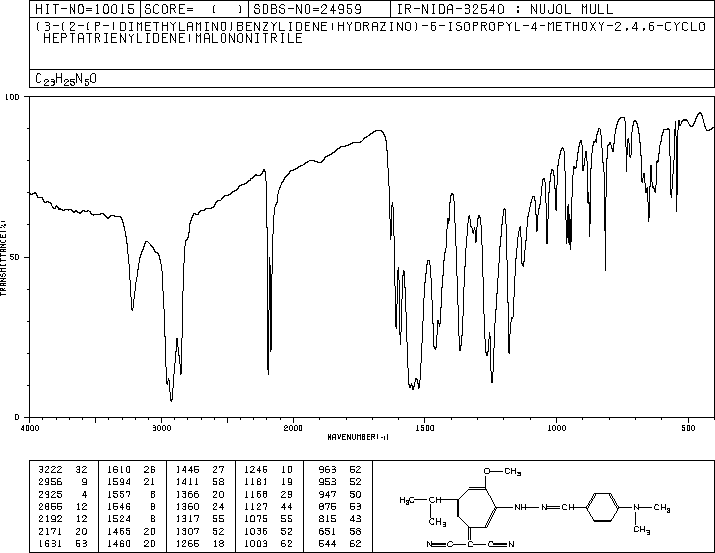 HIT-NO=10015 SCORE= ( ) SDBS-NO=24959 IR-NIDA-32540 : NUJOL MULL
(3-(2-(P-(DIMETHYLAMINO)BENZYLIDENE)HYDRAZINO)-6-ISOPROPYL-4-METHOXY-2,4,6-CYCLO
HEPTATRIENYLIDENE)MALONONITRILE
C23H25N5O
100
50
0
TRANSMITTANCE(%)
4000 3000 2000 1500 1000 500
WAVENUMBER(-1)
3222 32 1610 26 1446 27 1246 10 963 52
2956 9 1594 21 1411 58 1181 19 953 52
2925 4 1557 8 1366 20 1168 29 947 50
2855 12 1546 8 1360 24 1127 44 875 53
2192 12 1524 8 1317 55 1075 55 815 43
2171 20 1465 20 1307 52 1036 52 651 58
1631 53 1460 20 1265 18 1003 62 544 62
O—CH3
H3C
CH
CH3
NH N=CH
N—CH3
CH3
N≡C C≡N